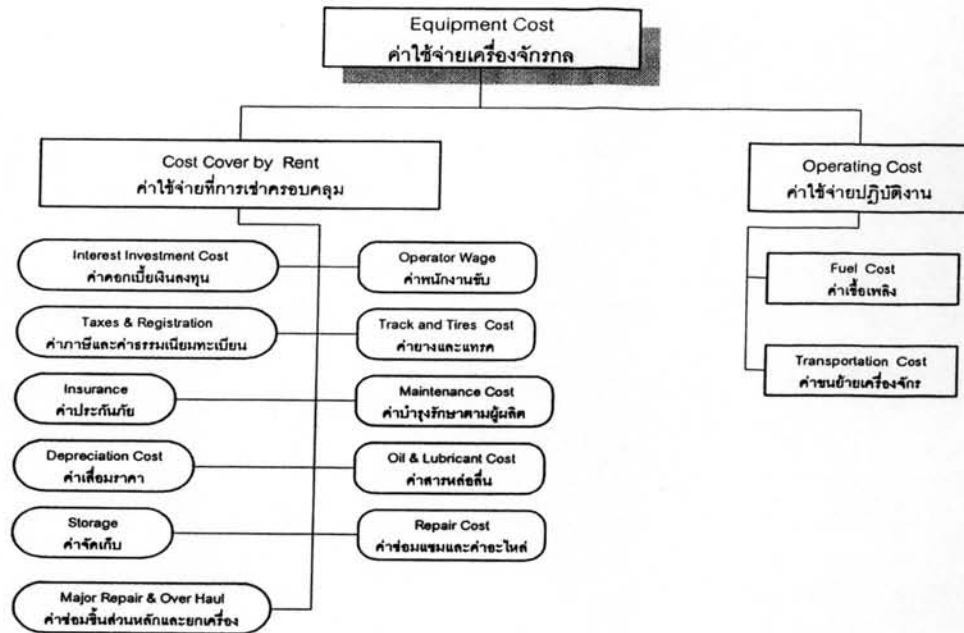 Equipment Cost
ค่าใช้จ่ายเครื่องจักรกล
Cost Cover by Rent
ค่าใช้จ่ายที่การเช่าครอบคลุม
Operating Cost
ค่าใช้จ่ายปฏิบัติงาน
Interest Investment Cost
ค่าดอกเบี้ยเงินลงทุน
Operator Wage
ค่าพนักงานขับ
Fuel Cost
ค่าเชื้อเพลิง
Taxes & Registration
ค่าภาษีและค่าธรรมเนียมทะเบียน
Track and Tires Cost
ค่ายางและแทรค
Transportation Cost
ค่าขนย้ายเครื่องจักร
Insurance
ค่าประกันภัย
Maintenance Cost
ค่าบำรุงรักษาตามผู้ผลิต
Depreciation Cost
ค่าเสื่อมราคา
Oil & Lubricant Cost
ค่าสารหล่อลื่น
Storage
ค่าจัดเก็บ
Repair Cost
ค่าซ่อมแซมและค่าอะไหล่
Major Repair & Over Haul
ค่าซ่อมชิ้นส่วนหลักและยกเครื่อง